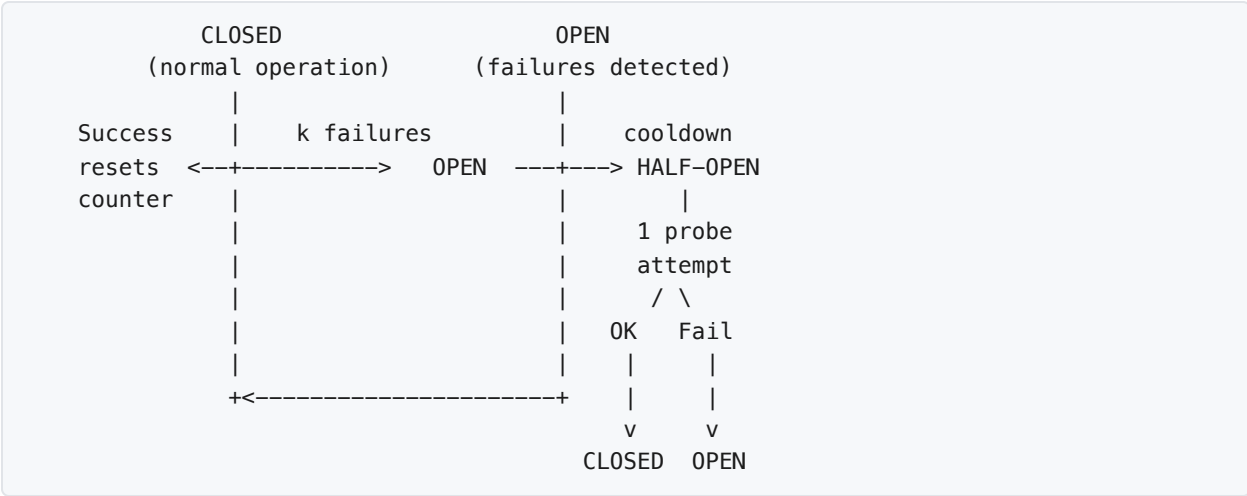 CLOSED                    OPEN
(normal operation)      (failures detected)
|                        |
Success    |    k failures         |    cooldown
resets  <--+---------->   OPEN  ---+---> HALF-OPEN
counter    |                        |        |
|                        |     1 probe
|                        |     attempt
|                        |      / \
|                        |   OK   Fail
|                        |    |     |
+<-----------------------+    |     |
v     v
CLOSED  OPEN